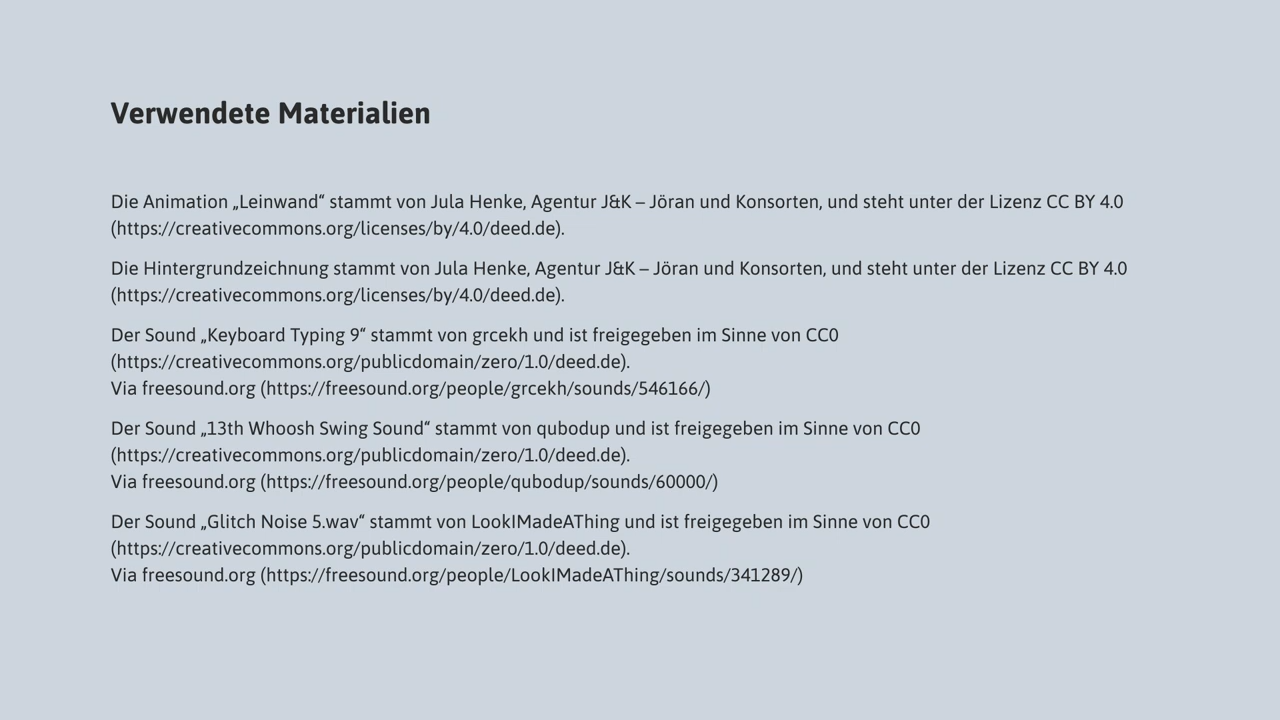 Verwendete Materialien
Die Animation „Leinwand“ stammt von Jula Henke, Agentur J&K – Jöran und Konsorten, und steht unter der Lizenz CC BY 4.0
(https://creativecommons.org/licenses/by/4.0/deed.de).
Die Hintergrundzeichnung stammt von Jula Henke, Agentur J&K – Jöran und Konsorten, und steht unter der Lizenz CC BY 4.0
(https://creativecommons.org/licenses/by/4.0/deed.de).
Der Sound „Keyboard Typing 9“ stammt von grcekh und ist freigegeben im Sinne von CC0
(https://creativecommons.org/publicdomain/zero/1.0/deed.de).
Via freesound.org (https://freesound.org/people/grcekh/sounds/546166/)
Der Sound „13th Whoosh Swing Sound“ stammt von qubodup und ist freigegeben im Sinne von CC0
(https://creativecommons.org/publicdomain/zero/1.0/deed.de).
Via freesound.org (https://freesound.org/people/qubodup/sounds/60000/)
Der Sound „Glitch Noise 5.wav“ stammt von LookIMadeAThing und ist freigegeben im Sinne von CC0
(https://creativecommons.org/publicdomain/zero/1.0/deed.de).
Via freesound.org (https://freesound.org/people/LookIMadeAThing/sounds/341289/)